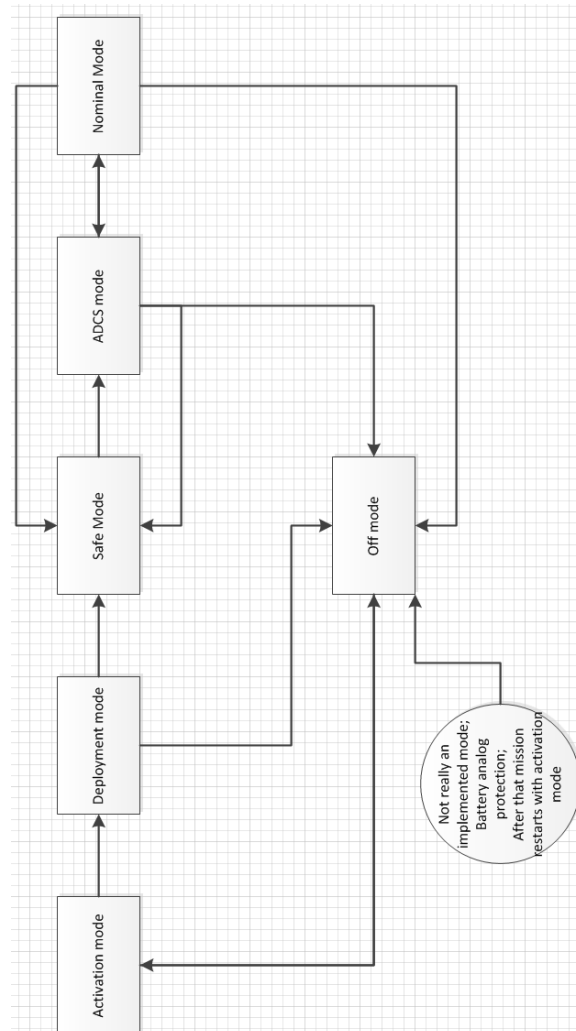 Activation mode
Deployment mode
Safe Mode
ADCS mode
Nominal Mode
Off mode
Not really an
implemented mode;
Battery analog
protection;
After that mission
restarts with activation
mode